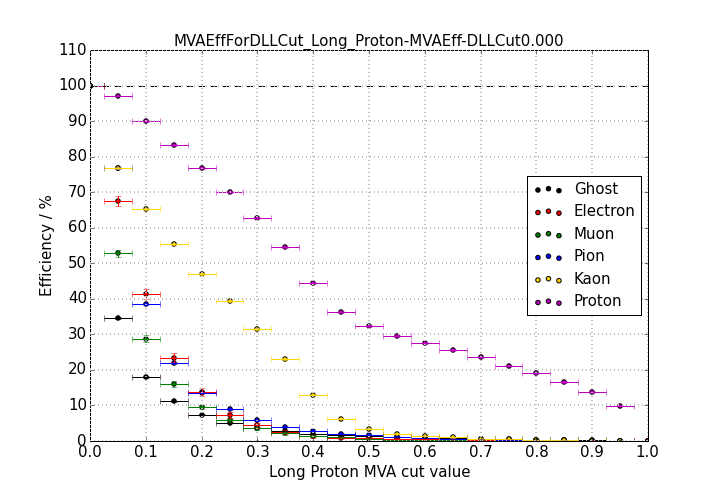 MVAEffForDLLCut_Long_Proton-MVAEff-DLLCut0.000
110
100
90
80
70
60
50
40
30
20
10
0
Efficiency / %
Ghost
Electron
Muon
Pion
Kaon
Proton
0.0 0.1 0.2 0.3 0.4 0.5 0.6 0.7 0.8 0.9 1.0
Long Proton MVA cut value